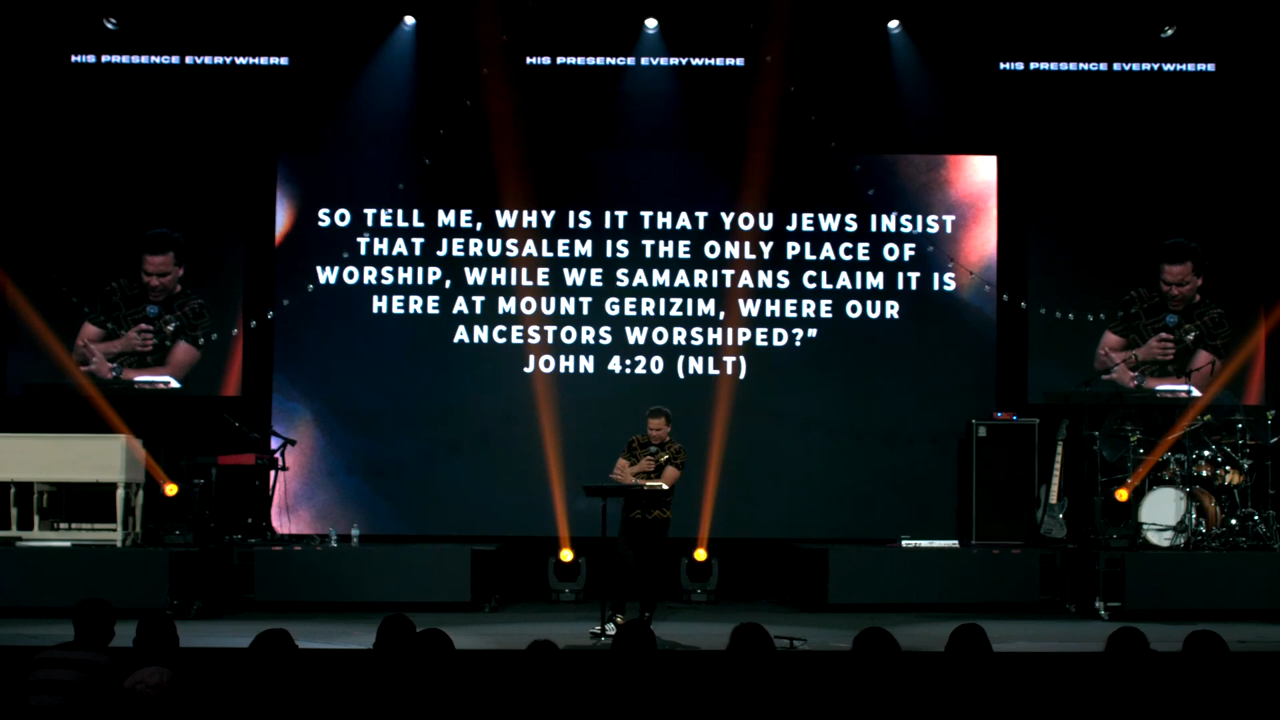 HIS PRESENCE EVERYWHERE
HIS PRESENCE EVERYWHERE
HIS PRESENCE EVERYWHERE
SO TELL ME, WHY IS IT THAT YOU JEWS INSIST
THAT JERUSALEM IS THE ONLY PLACE OF
WORSHIP, WHILE WE SAMARITANS CLAIM IT IS
HERE AT MOUNT GERIZIM, WHERE OUR
ANCESTORS WORSHIPED?”
JOHN 4:20 (NLT)